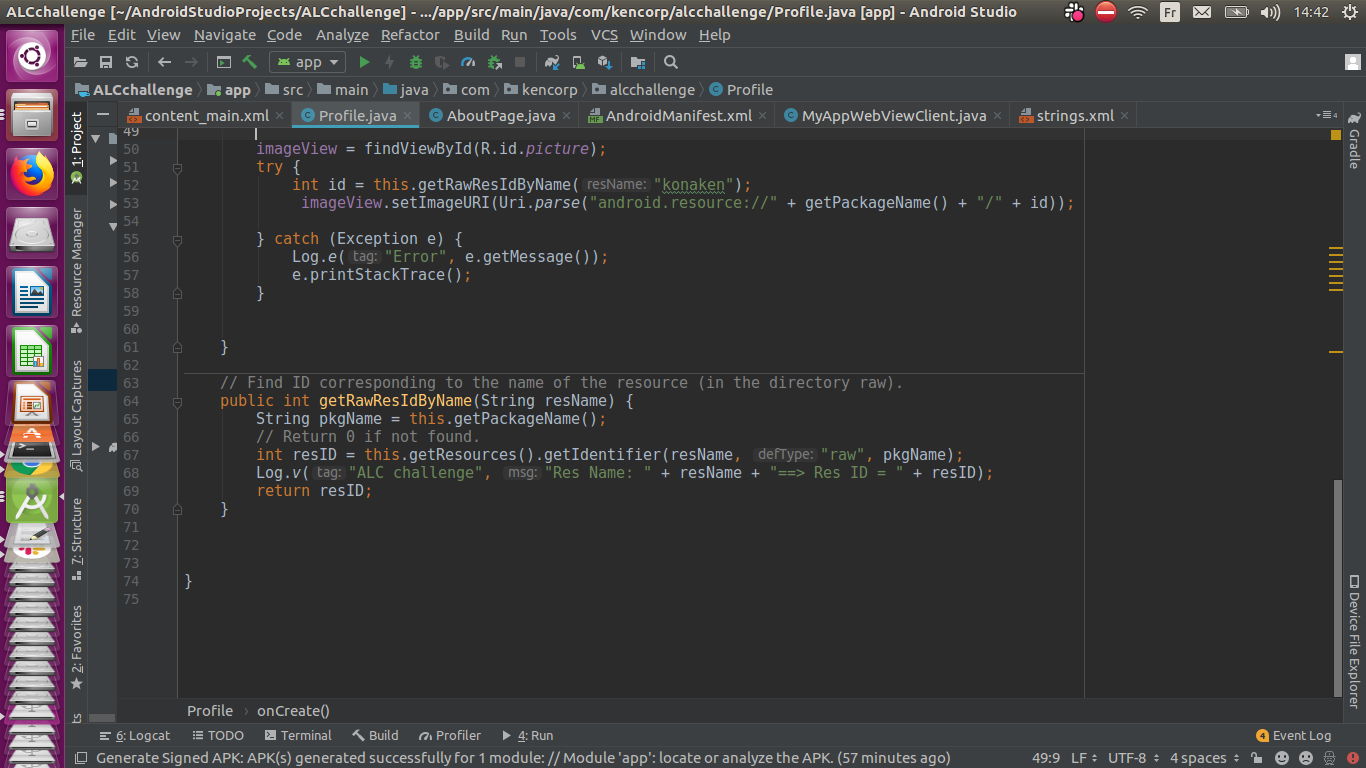 ALCchallenge [~/AndroidStudioProjects/ALCchallenge] - .../app/src/main/java/com/kencorp/alcchallenge/Profile.java [app] - Android Studio
Fr
14:42
File Edit View Navigate Code Analyze Refactor Build Run Tools VCS Window Help
app
ALCchallenge app src main java com kencorp alcchallenge Profile
content_main.xml Profile.java AboutPage.java AndroidManifest.xml MyAppWebViewClient.java strings.xml
1: Project
Resource Manager
Layout Captures
7: Structure
2: Favorites
ts
49
50 imageView = findViewById(R.id.picture);
51 try {
52 int id = this.getRawResIdByName( resName: "konaken");
53 imageView.setImageURI(Uri.parse("android.resource://" + getPackageName() + "/" + id));
54
55 } catch (Exception e) {
56 Log.e( tag: "Error", e.getMessage());
57 e.printStackTrace();
58 }
59
60
61 }
62
63 // Find ID corresponding to the name of the resource (in the directory raw).
64 public int getRawResIdByName(String resName) {
65 String pkgName = this.getPackageName();
66 // Return 0 if not found.
67 int resID = this.getResources().getIdentifier(resName, defType: "raw", pkgName);
68 Log.v( tag: "ALC challenge", msg: "Res Name: " + resName + "==> Res ID = " + resID);
69 return resID;
70 }
71
72
73
74 }
75
Gradle
Device File Explorer
Profile onCreate()
6: Logcat TODO Terminal Build Profiler 4: Run 4 Event Log
Generate Signed APK: APK(s) generated successfully for 1 module: // Module 'app': locate or analyze the APK. (57 minutes ago) 49:9 LF UTF-8 4 spaces